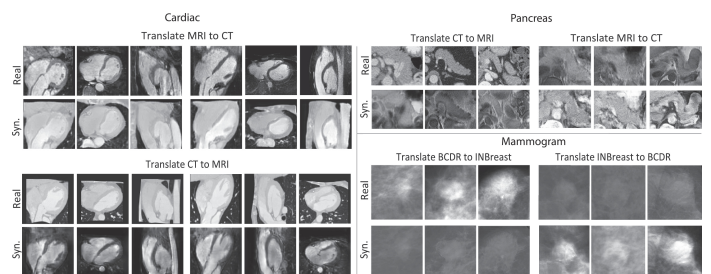 Cardiac
Translate MRI to CT
Real
Syn.
Translate CT to MRI
Real
Syn.
Pancreas
Translate CT to MRI
Translate MRI to CT
Real
Syn.
Mammogram
Translate BCDR to INBreast
Translate INBreast to BCDR
Real
Syn.